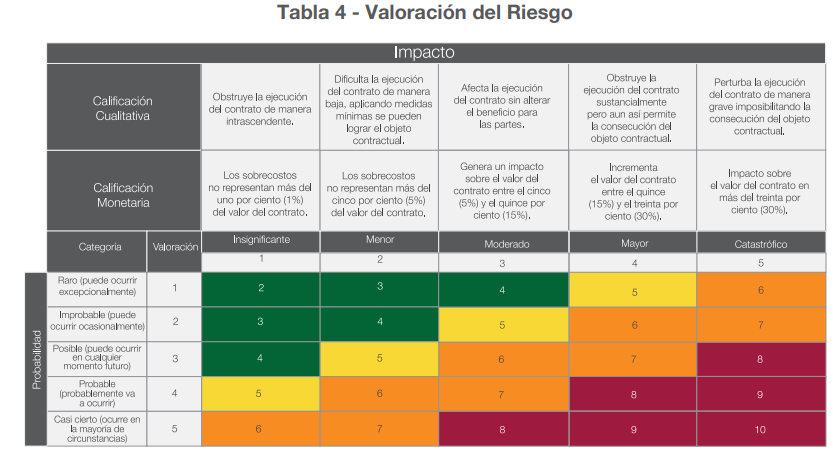 Tabla 4 - Valoración del Riesgo
Impacto
Calificación
Cualitativa
Obstruye la ejecución
del contrato de manera
intrascendente.
Dificulta la ejecución
del contrato de manera
baja, aplicando medidas
mínimas se pueden
lograr el objeto
contractual.
Afecta la ejecución
del contrato sin alterar
el beneficio para
las partes.
Obstruye la
ejecución del contrato
sustancialmente
pero aun así permite
la consecución del
objeto contractual.
Perturba la ejecución
del contrato de manera
grave imposibilitando la
consecución del objeto
contractual.
Calificación
Monetaria
Los sobrecostos
no representan más del
uno por ciento (1%)
del valor del contrato.
Los sobrecostos
no representan más del
cinco por ciento (5%)
del valor del contrato.
Genera un impacto
sobre el valor del
contrato entre el cinco
(5%) y el quince por
ciento (15%).
Incrementa
el valor del contrato
entre el quince
(15%) y el treinta por
ciento (30%).
Impacto sobre
el valor del contrato en
más del treinta por
ciento (30%).
Categoria Valoración Insignificante Menor Moderado Mayor Catastrófico
1 2 3 4 5
Probabilidad
Raro (puede ocurrir
excepcionalmente)
1 2 3 4 5 6
Improbable (puede
ocurrir ocasionalmente)
2 3 4 5 6 7
Posible (puede ocurrir
en cualquier
momento futuro)
3 4 5 6 7 8
Probable
(probablemente va
a ocurrir)
4 5 6 7 8 9
Casi cierto (ocurre en
la mayoría de
circunstancias)
5 6 7 8 9 10